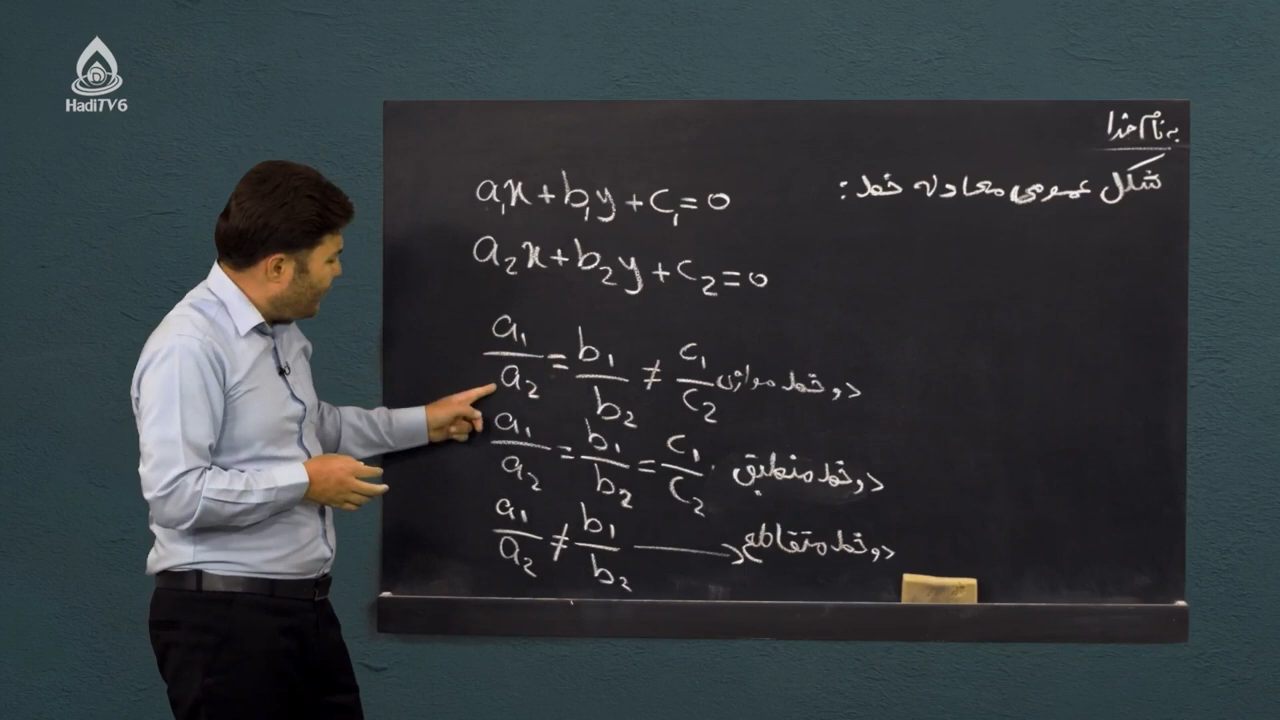 HadiTV6
به نام خدا
شکل عمومی معادله خط:
a₁x+b₁y+c₁=0
a₂x+b₂y+c₂=0
a₁/a₂ = b₁/b₂ ≠ c₁/c₂ دو خط موازی
a₁/a₂ = b₁/b₂ = c₁/c₂ دو خط منطبق
a₁/a₂ ≠ b₁/b₂ → دو خط متقاطع